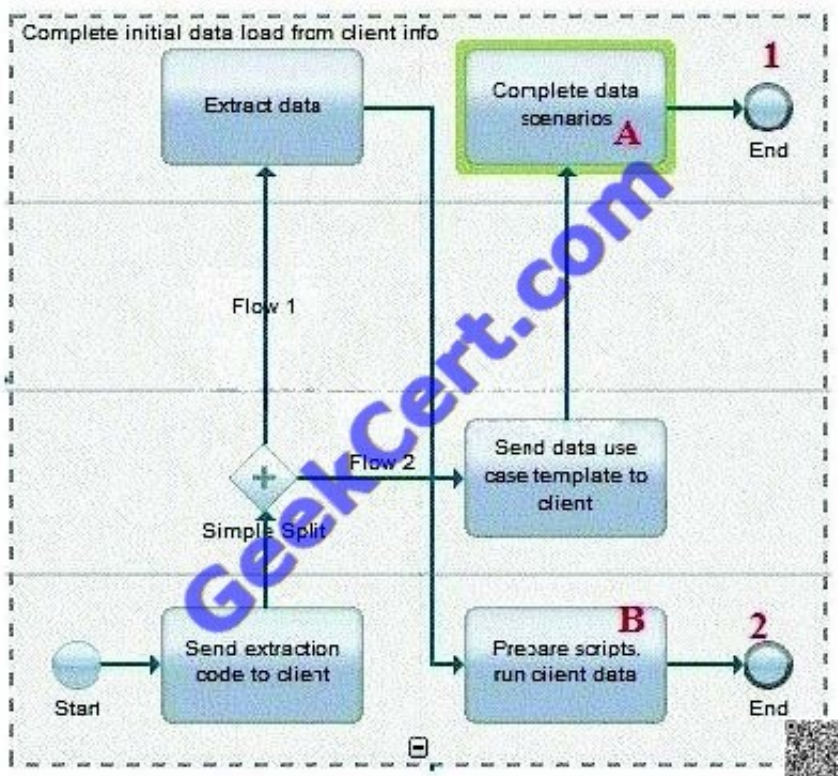 Complete initial data load from client info
Extract data
Complete data
scenarios
A
1
End
Flow 1
Flow 2
Simple Split
Send data use
case template to
client
Start
Send extraction
code to client
B
Prepare scripts.
run client data
2
End
GeekCert.com